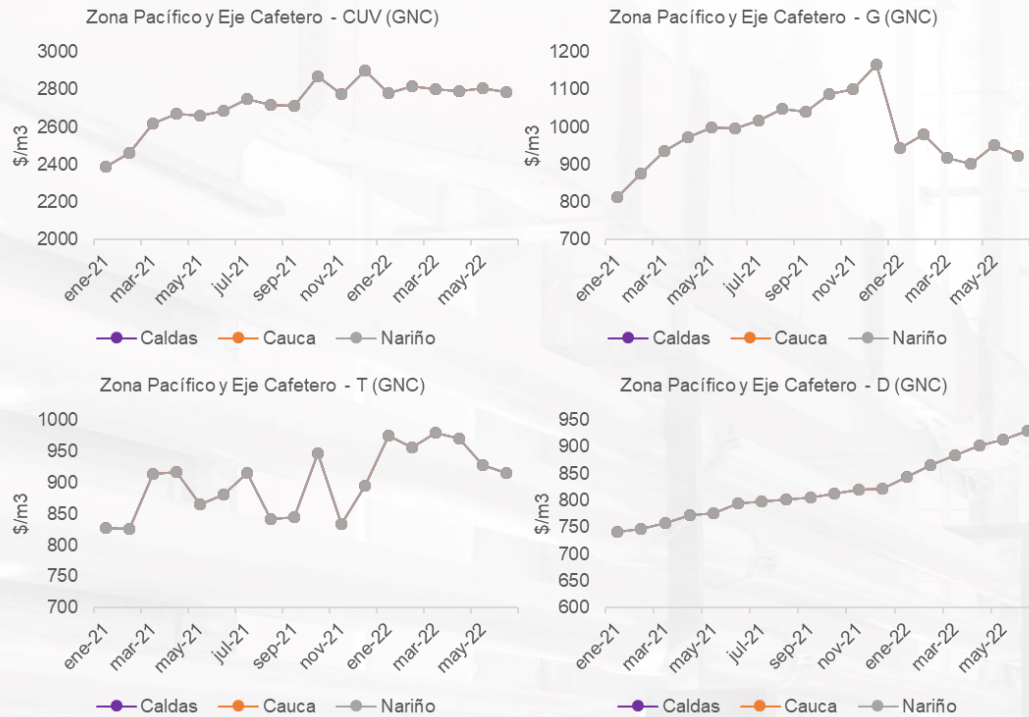 Zona Pacífico y Eje Cafetero - CUV (GNC)
$/m3
3000
2800
2600
2400
2200
2000
ene-21 mar-21 may-21 jul-21 sep-21 nov-21 ene-22 mar-22 may-22
Caldas Cauca Nariño
Zona Pacífico y Eje Cafetero - G (GNC)
$/m3
1200
1100
1000
900
800
700
ene-21 mar-21 may-21 jul-21 sep-21 nov-21 ene-22 mar-22 may-22
Caldas Cauca Nariño
Zona Pacífico y Eje Cafetero - T (GNC)
$/m3
1000
950
900
850
800
750
700
ene-21 mar-21 may-21 jul-21 sep-21 nov-21 ene-22 mar-22 may-22
Caldas Cauca Nariño
Zona Pacífico y Eje Cafetero - D (GNC)
$/m3
950
900
850
800
750
700
650
600
ene-21 mar-21 may-21 jul-21 sep-21 nov-21 ene-22 mar-22 may-22
Caldas Cauca Nariño